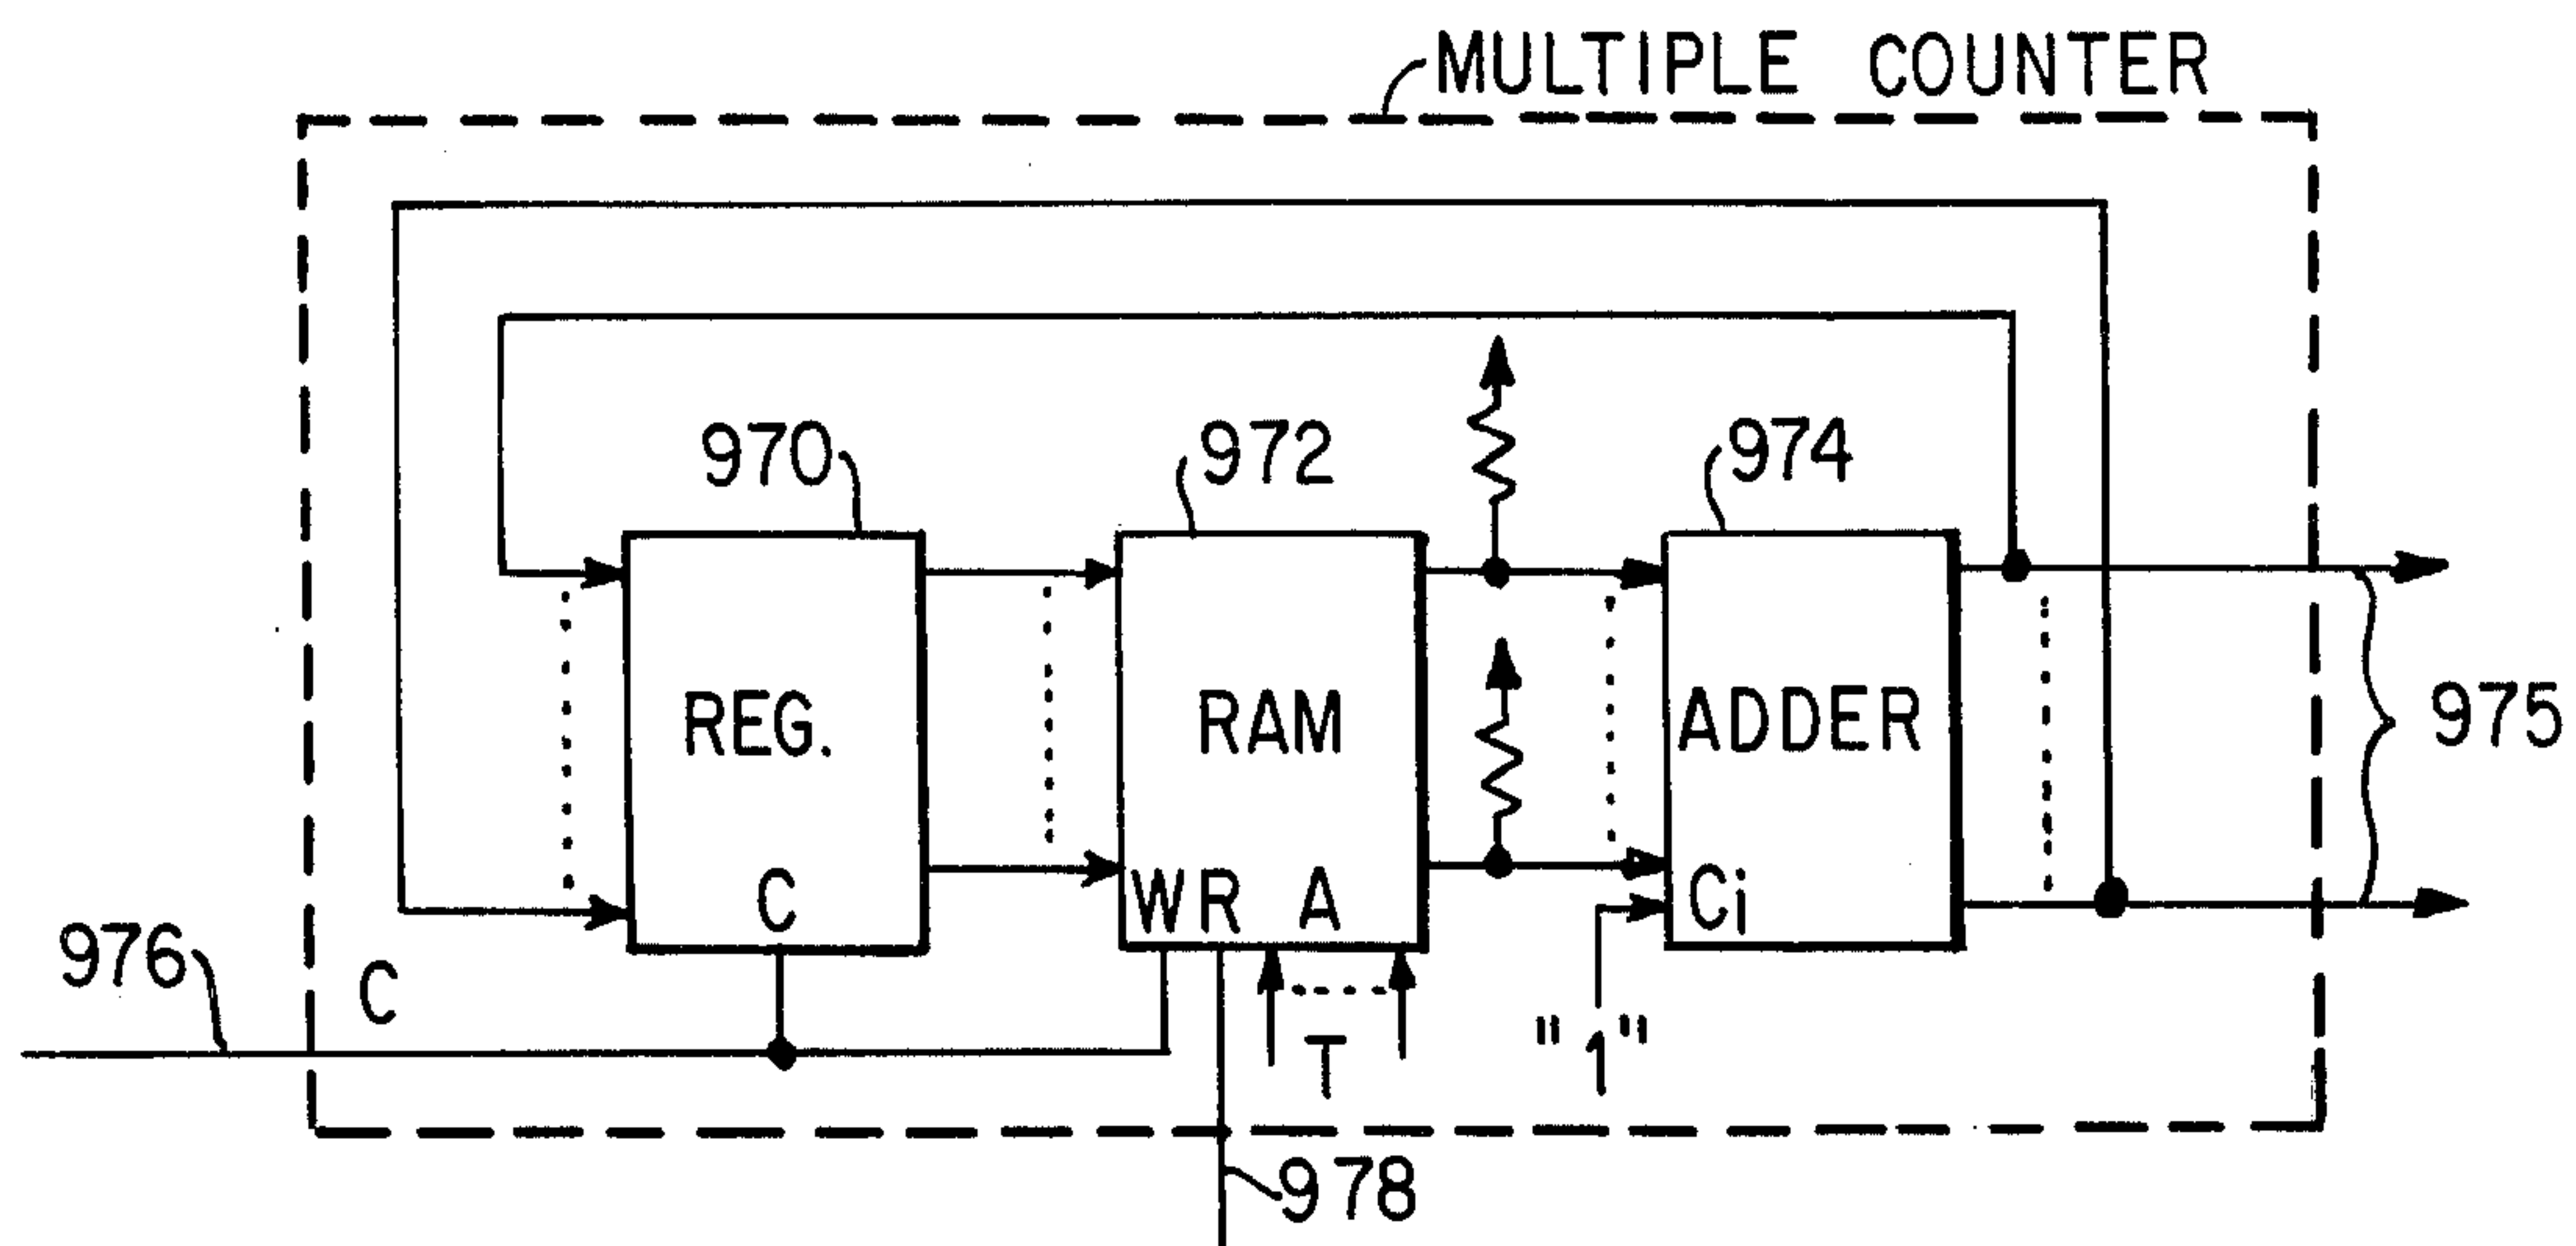 MULTIPLE COUNTER
970
972
974
REG.
RAM
ADDER
975
C
WR A
Ci
976
C
T
"1"
978